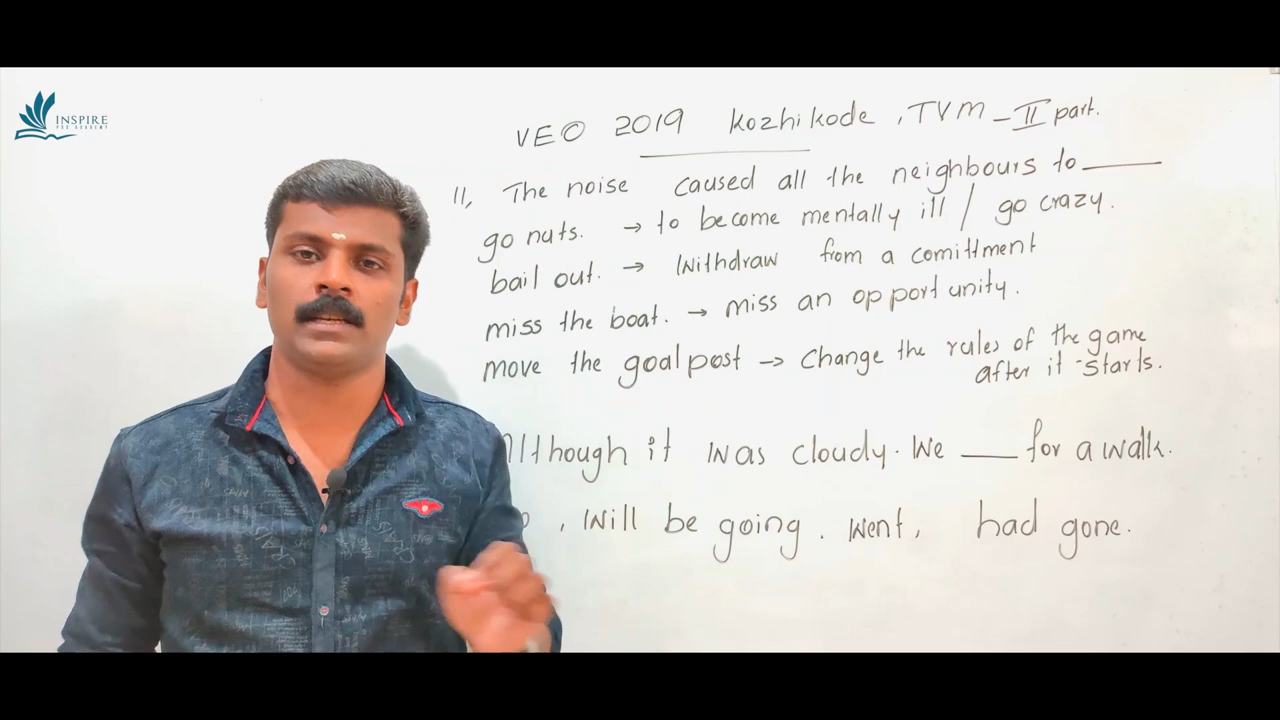 INSPIRE
PSC ACADEMY
VEO 2019 Kozhikode, TVM - II part.
11, The noise caused all the neighbours to ____
go nuts. → to become mentally ill / go crazy.
bail out. → Withdraw from a comittment
miss the boat. → miss an opportunity.
move the goalpost → Change the rules of the game
after it starts.
Although it was cloudy. We ____ for a walk.
, Will be going. Went, had gone.